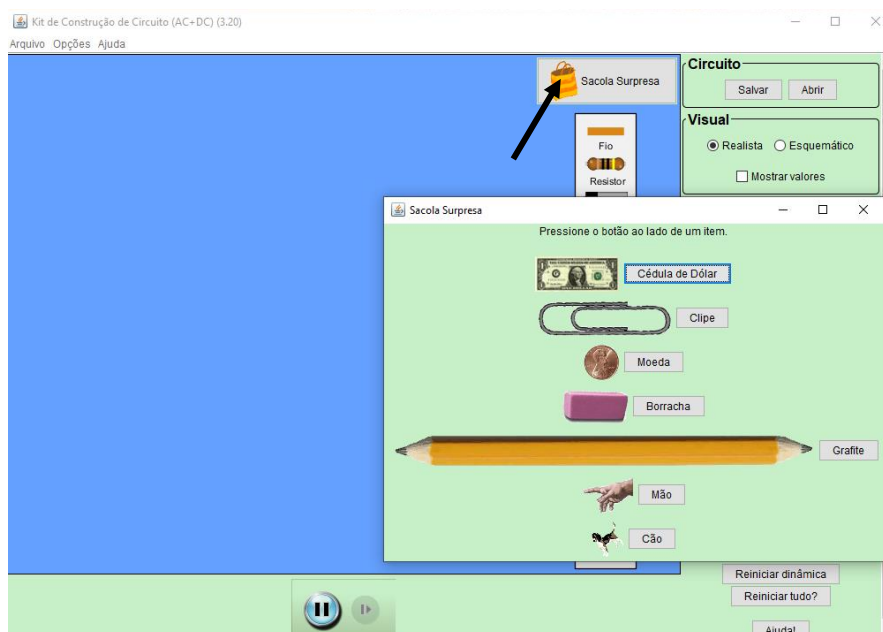 Kit de Construção de Circuito (AC+DC) (3.20)
Arquivo Opções Ajuda
Sacola Surpresa
Circuito
Salvar Abrir
Visual
Realista Esquemático
Mostrar valores
Fio
Resistor
Sacola Surpresa
Pressione o botão ao lado de um item.
Cédula de Dólar
Clipe
Moeda
Borracha
Grafite
Mão
Cão
Reiniciar dinâmica
Reiniciar tudo?
Ajuda!